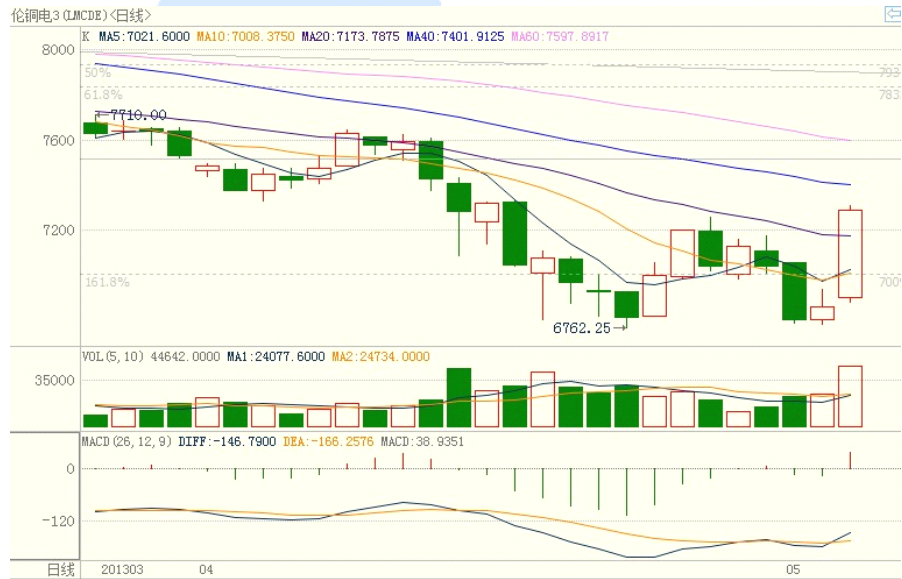 伦铜电3(LMCDE)<日线>
K MA5:7021.6000 MA10:7008.3750 MA20:7173.7875 MA40:7401.9125 MA60:7597.8917
8000
50%
793
61.8%
783
7710.00
7600
7200
161.8%
700%
6762.25
VOL(5,10) 44642.0000 MA1:24077.6000 MA2:24734.0000
35000
MACD(26,12,9) DIFF:-146.7900 DEA:-166.2576 MACD:38.9351
0
-120
日线 201303 04 05